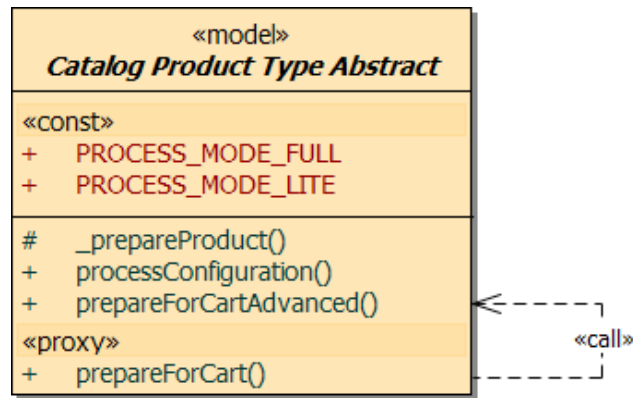 «model»
Catalog Product Type Abstract
«const»
+ PROCESS_MODE_FULL
+ PROCESS_MODE_LITE
# _prepareProduct()
+ processConfiguration()
+ prepareForCartAdvanced()
«proxy»
+ prepareForCart()
«call»